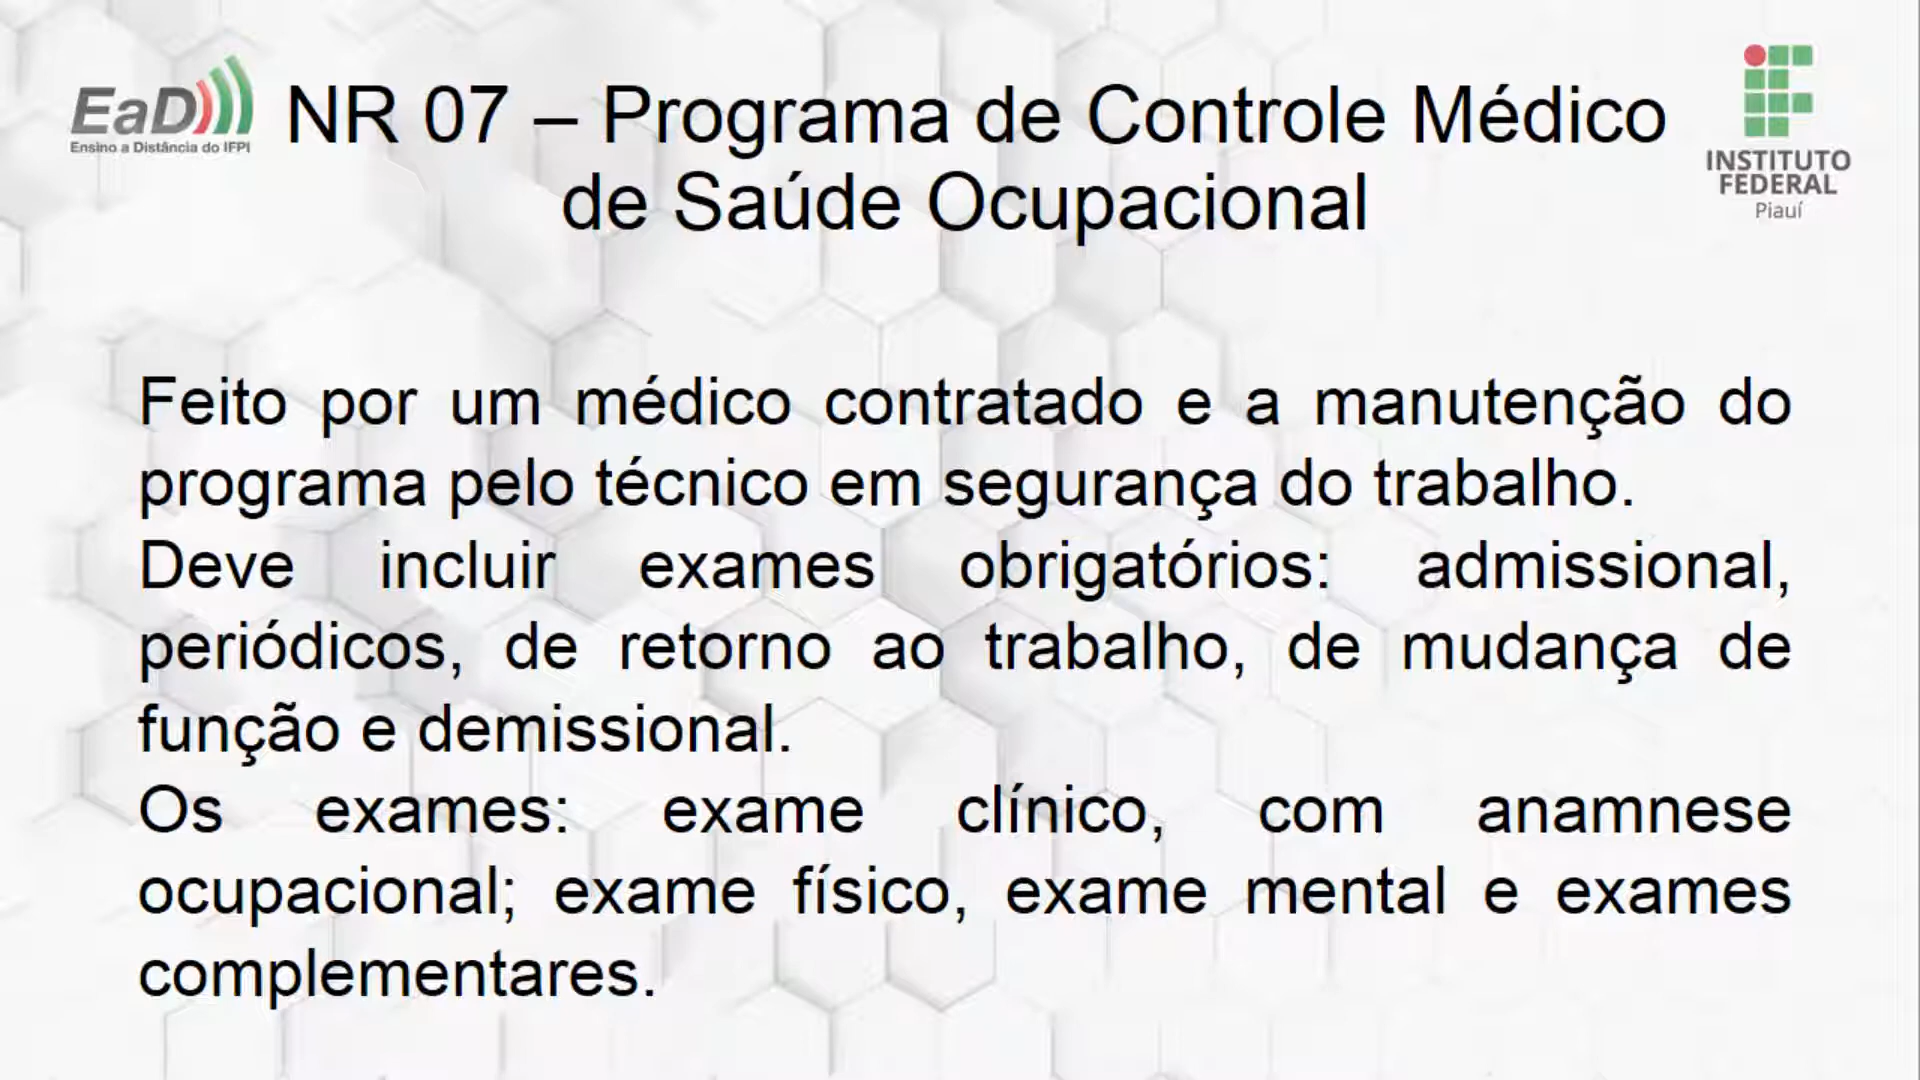 EaD
Ensino a Distância do IFPI
NR 07 – Programa de Controle Médico
de Saúde Ocupacional
INSTITUTO
FEDERAL
Piauí
Feito por um médico contratado e a manutenção do
programa pelo técnico em segurança do trabalho.
Deve incluir exames obrigatórios: admissional,
periódicos, de retorno ao trabalho, de mudança de
função e demissional.
Os exames: exame clínico, com anamnese
ocupacional; exame físico, exame mental e exames
complementares.